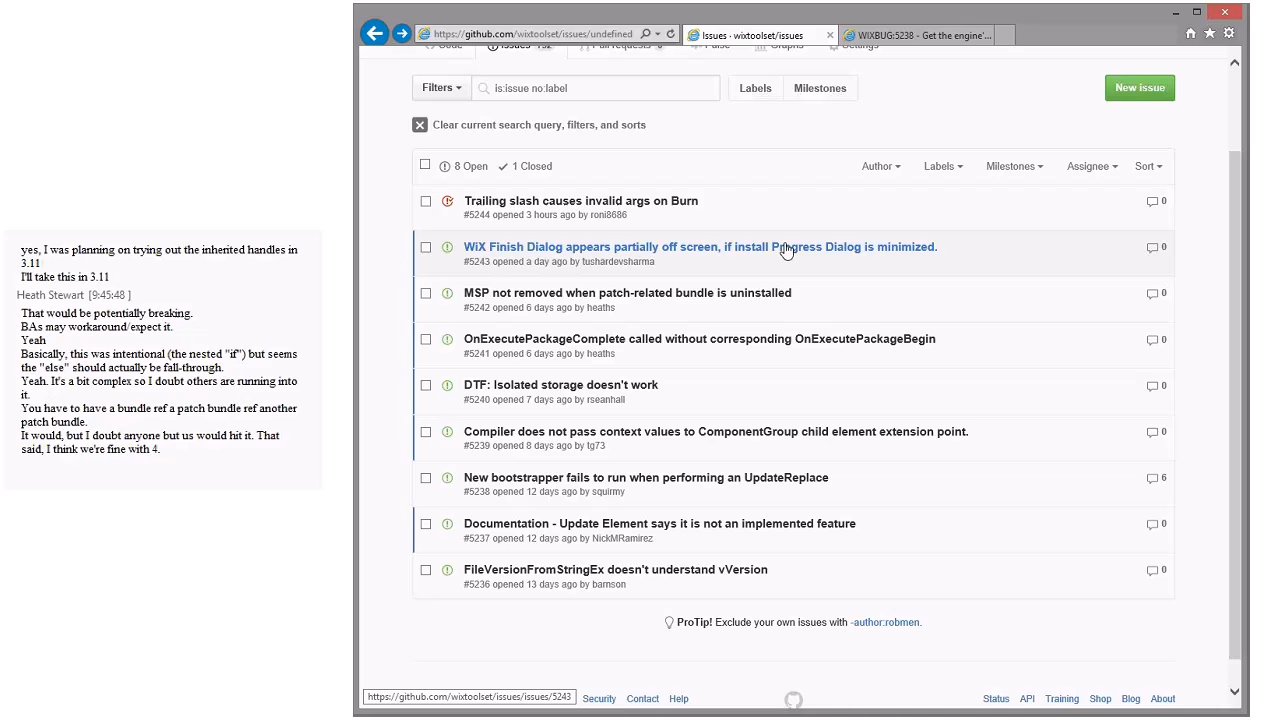 yes, I was planning on trying out the inherited handles in
3.11
I'll take this in 3.11
Heath Stewart [9:45:48 ]
That would be potentially breaking.
BAs may workaround/expect it.
Yeah
Basically, this was intentional (the nested "if") but seems
the "else" should actually be fall-through.
Yeah. It's a bit complex so I doubt others are running into
it.
You have to have a bundle ref a patch bundle ref another
patch bundle.
It would, but I doubt anyone but us would hit it. That
said, I think we're fine with 4.
https://github.com/wixtoolset/issues/undefined
Issues · wixtoolset/issues
WIXBUG:5238 - Get the engine'...
Code
Issues 152
Pull requests 0
Pulse
Graphs
Settings
Filters
is:issue no:label
Labels
Milestones
New issue
Clear current search query, filters, and sorts
8 Open
1 Closed
Author
Labels
Milestones
Assignee
Sort
Trailing slash causes invalid args on Burn
0
#5244 opened 3 hours ago by roni8686
WiX Finish Dialog appears partially off screen, if install Progress Dialog is minimized.
0
#5243 opened a day ago by tushardevsharma
MSP not removed when patch-related bundle is uninstalled
0
#5242 opened 6 days ago by heaths
OnExecutePackageComplete called without corresponding OnExecutePackageBegin
0
#5241 opened 6 days ago by heaths
DTF: Isolated storage doesn't work
0
#5240 opened 7 days ago by rseanhall
Compiler does not pass context values to ComponentGroup child element extension point.
0
#5239 opened 8 days ago by tg73
New bootstrapper fails to run when performing an UpdateReplace
6
#5238 opened 12 days ago by squirmy
Documentation - Update Element says it is not an implemented feature
0
#5237 opened 12 days ago by NickMRamirez
FileVersionFromStringEx doesn't understand vVersion
0
#5236 opened 13 days ago by barnson
ProTip! Exclude your own issues with -author:robmen.
https://github.com/wixtoolset/issues/issues/5243
Security
Contact
Help
Status
API
Training
Shop
Blog
About